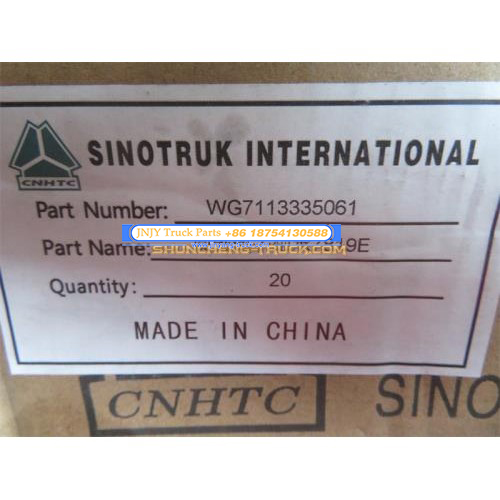 SINOTRUK INTERNATIONAL
CNHTC
Part Number: WG7113335061
Part Name:
JNJY Truck Parts +86 18754130588
SHUNCHENG-TRUCK.COM
Quantity: 20
MADE IN CHINA
CNHTC SINO